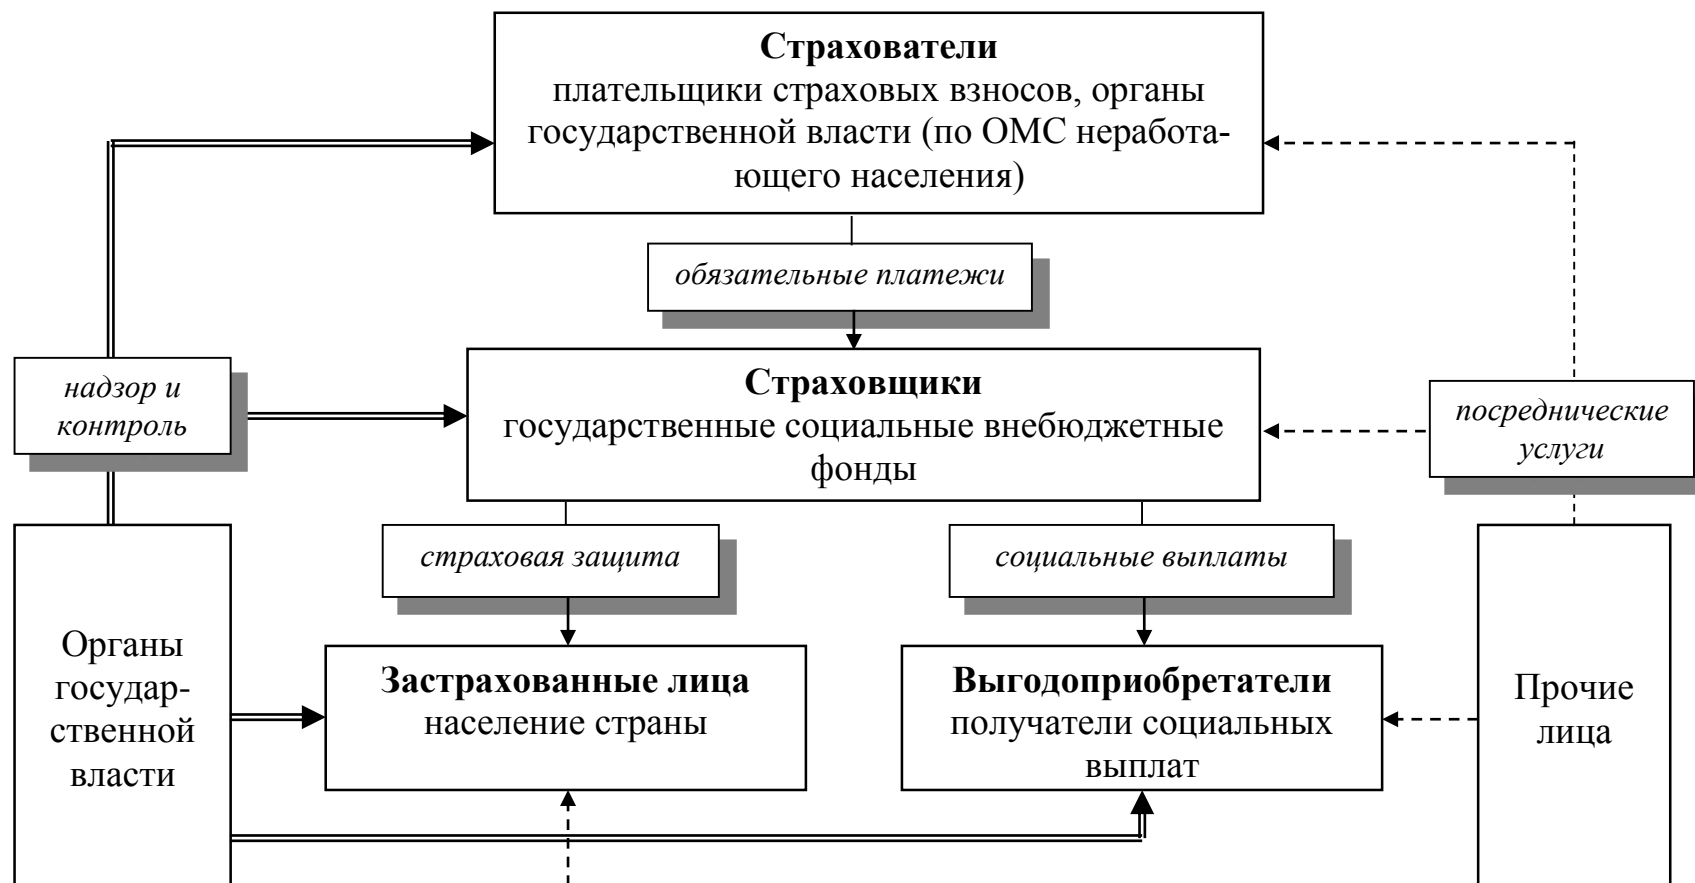 Страхователи
плательщики страховых взносов, органы
государственной власти (по ОМС неработа-
ющего населения)
обязательные платежи
надзор и
контроль
Страховщики
государственные социальные внебюджетные
фонды
посреднические
услуги
страховая защита
социальные выплаты
Органы
государ-
ственной
власти
Застрахованные лица
население страны
Выгодоприобретатели
получатели социальных
выплат
Прочие
лица